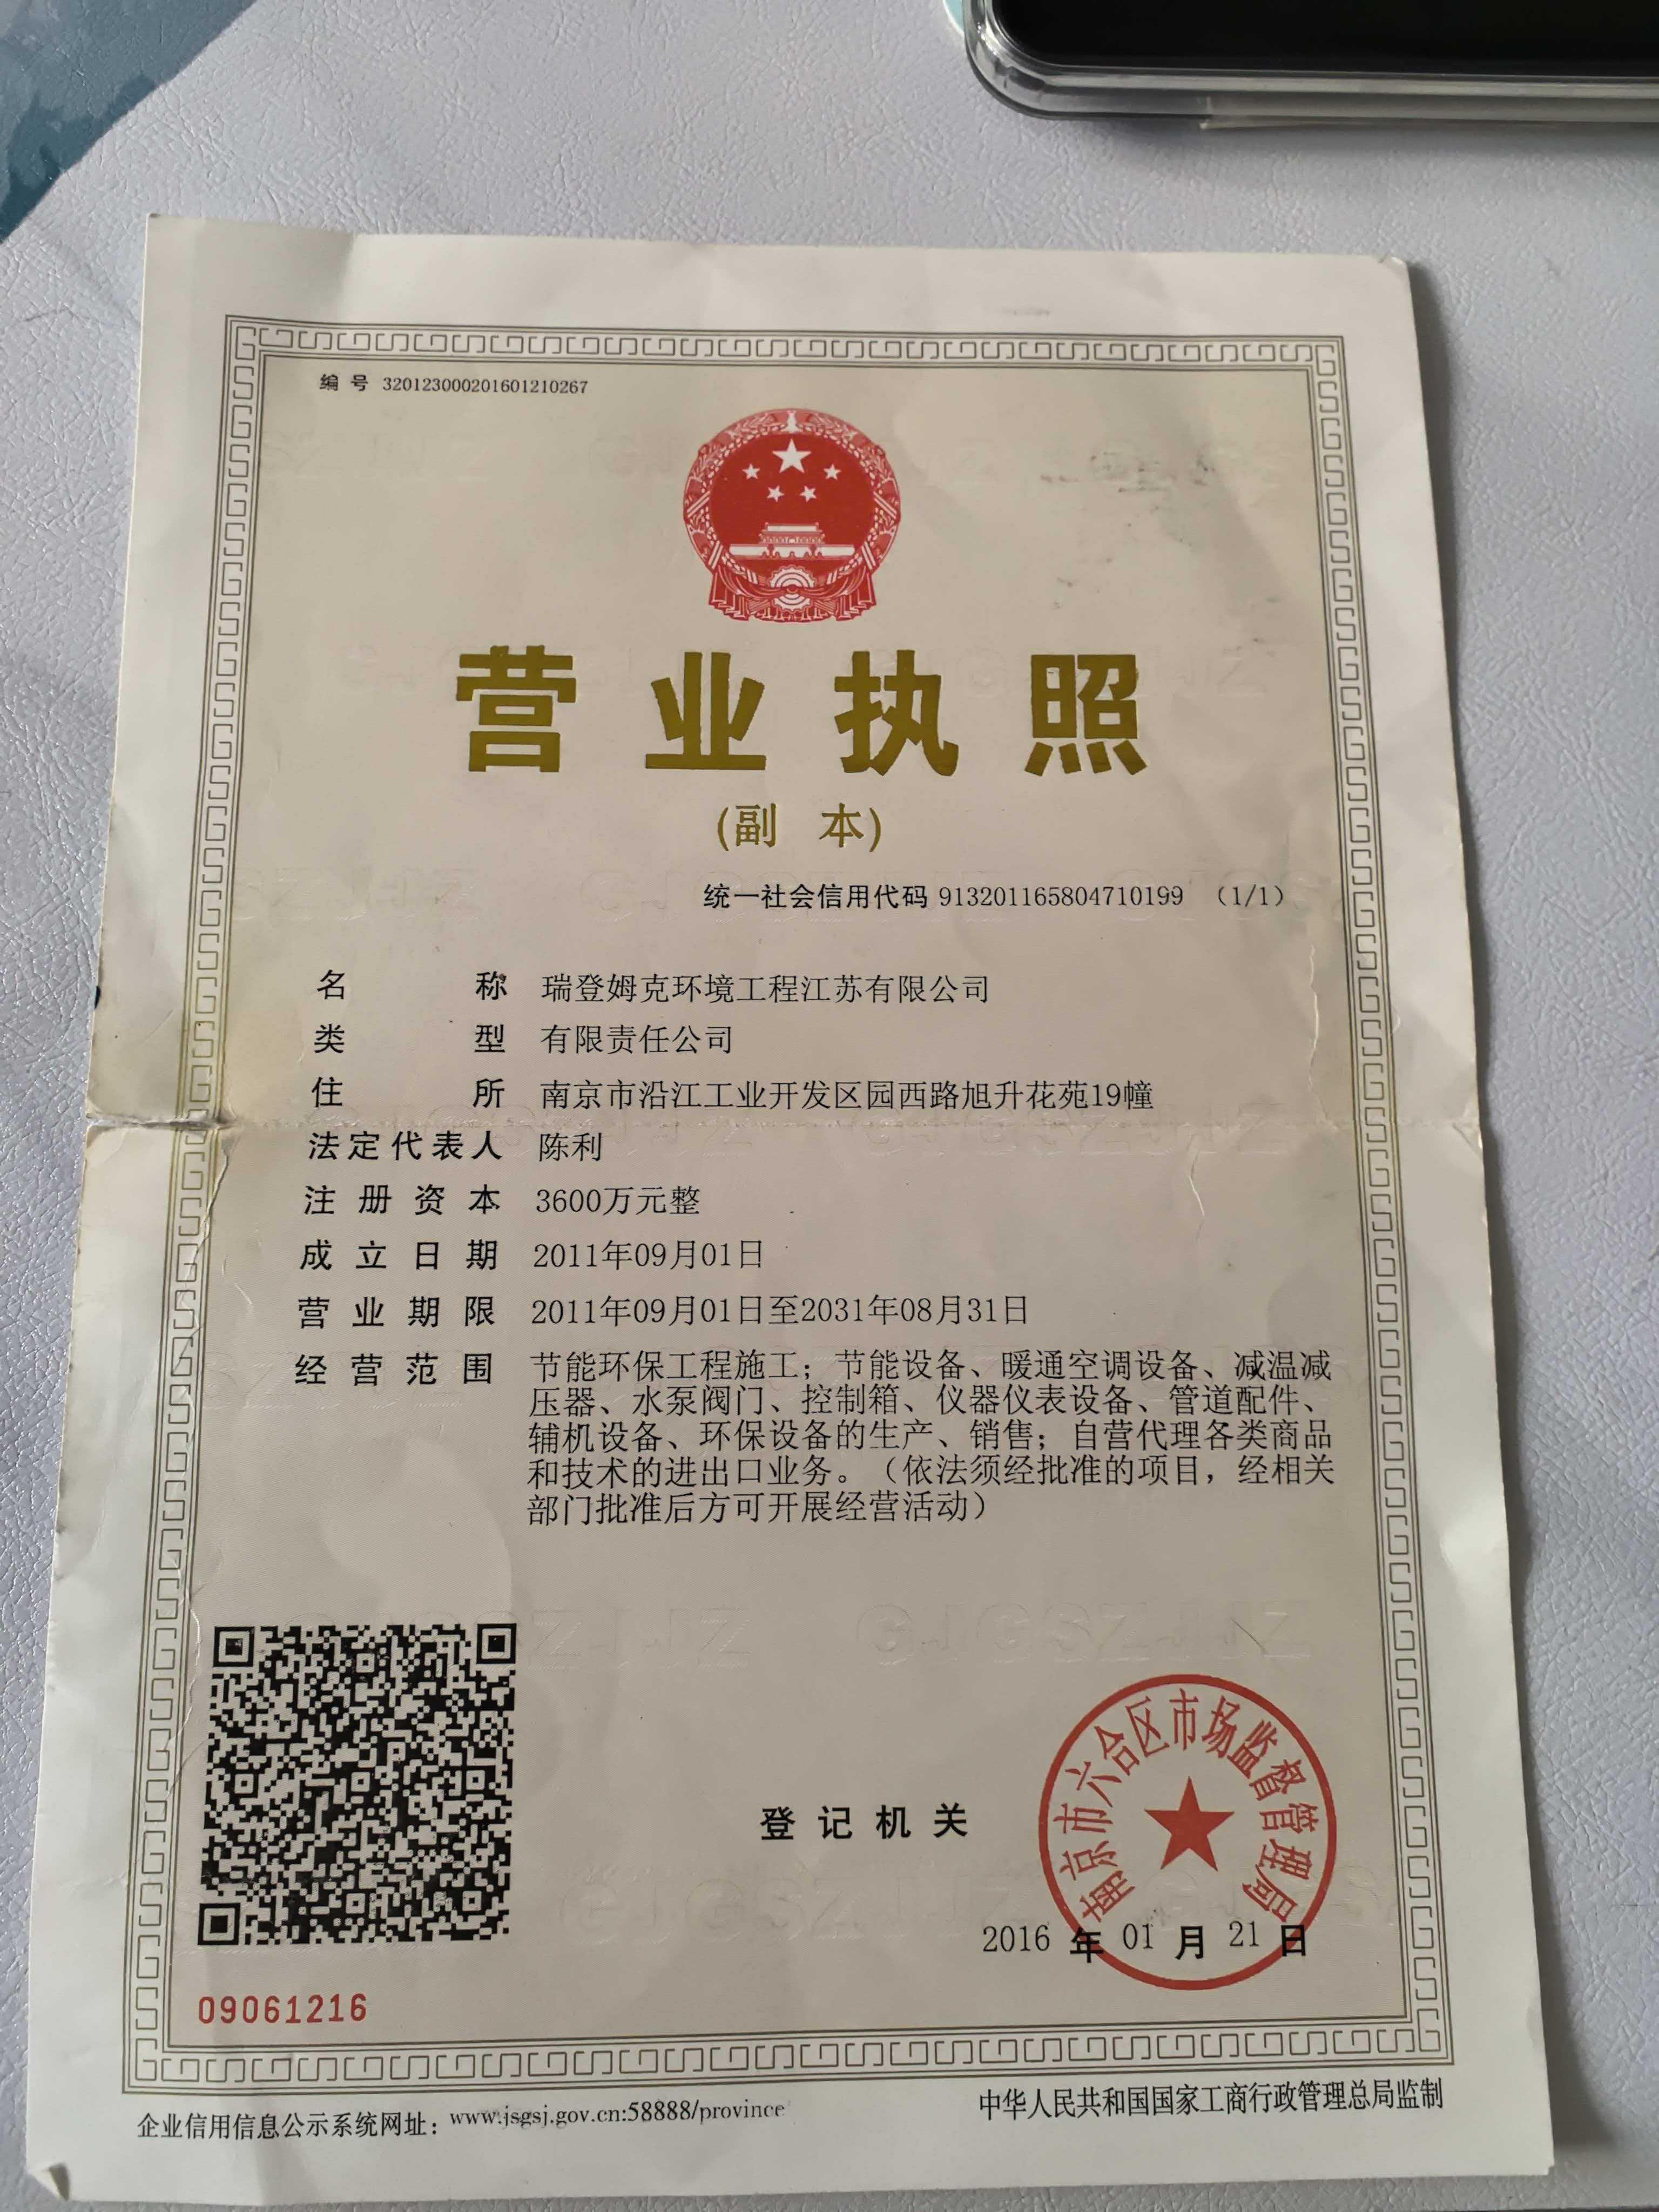 编 号 320123000201601210267
营业执照
(副 本)
统一社会信用代码 913201165804710199 (1/1)
名 称 瑞登姆克环境工程江苏有限公司
类 型 有限责任公司
住 所 南京市沿江工业开发区园西路旭升花苑19幢
法定代表人 陈利
注册资本 3600万元整
成立日期 2011年09月01日
营业期限 2011年09月01日至2031年08月31日
经营范围 节能环保工程施工；节能设备、暖通空调设备、减温减
压器、水泵阀门、控制箱、仪器仪表设备、管道配件、
辅机设备、环保设备的生产、销售；自营代理各类商品
和技术的进出口业务。（依法须经批准的项目，经相关
部门批准后方可开展经营活动）
南京市六合区市场监督管理局
登记机关
2016 年 01 月 21 日
09061216
企业信用信息公示系统网址：www.jsgsj.gov.cn:58888/province
中华人民共和国国家工商行政管理总局监制